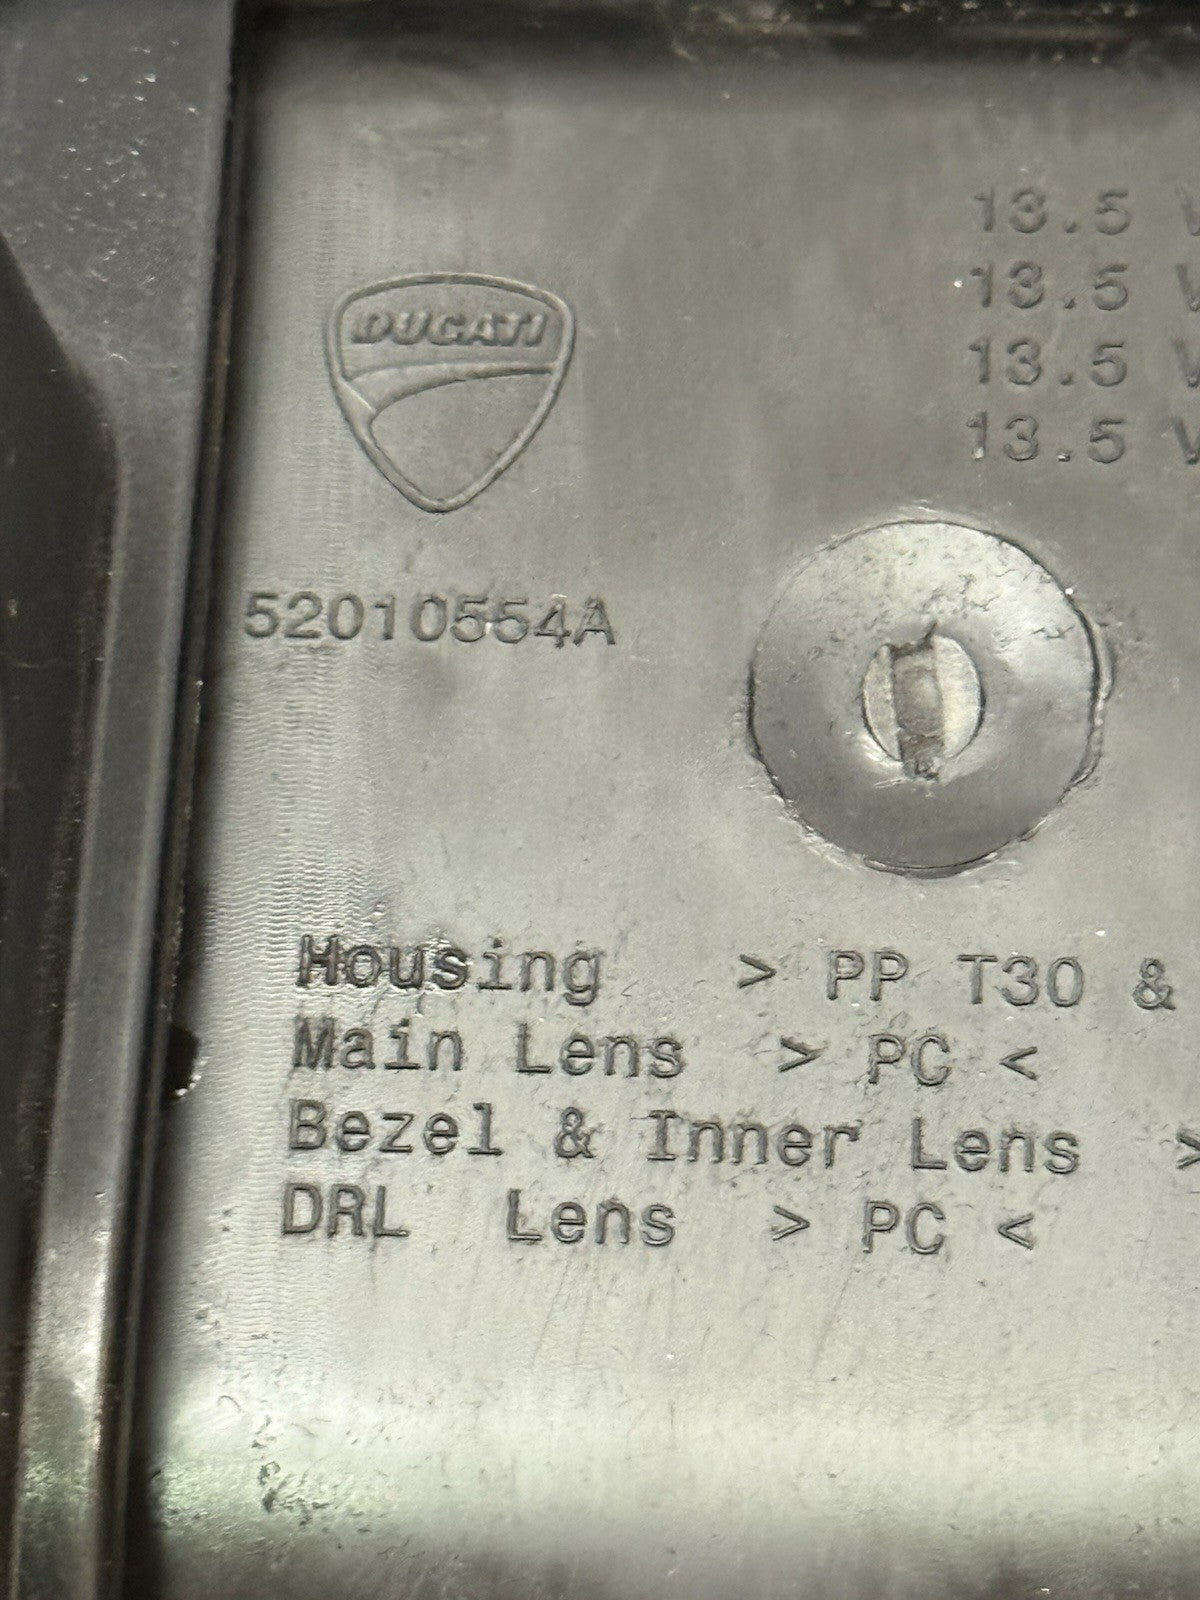 DUCATI
13.5 V
13.5 V
13.5 V
13.5 V
52010554A
Housing > PP T30 &
Main Lens > PC <
Bezel & Inner Lens >
DRL Lens > PC <